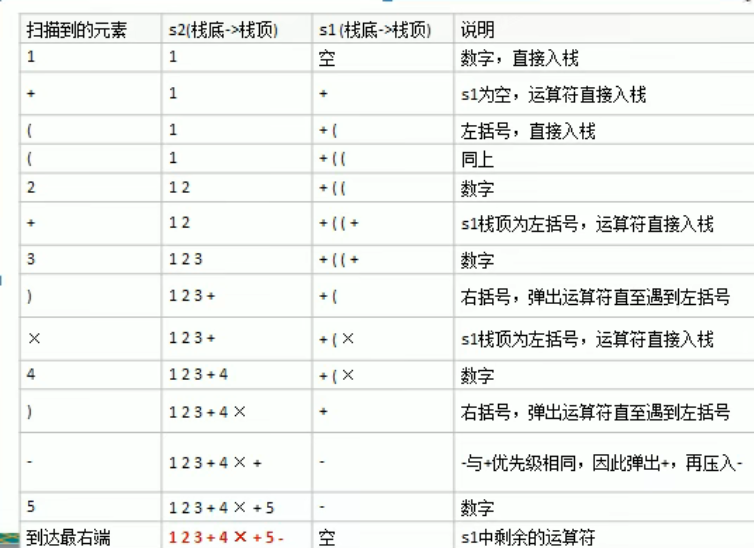 扫描到的元素 s2(栈底->栈顶) s1(栈底->栈顶) 说明
1 1 空 数字，直接入栈
+ 1 + s1为空，运算符直接入栈
( 1 +( 左括号，直接入栈
( 1 +(( 同上
2 1 2 +(( 数字
+ 1 2 +((+ s1栈顶为左括号，运算符直接入栈
3 1 2 3 +((+ 数字
) 1 2 3 + +( 右括号，弹出运算符直至遇到左括号
× 1 2 3 + +(× s1栈顶为左括号，运算符直接入栈
4 1 2 3 + 4 +(× 数字
) 1 2 3 + 4 × + 右括号，弹出运算符直至遇到左括号
- 1 2 3 + 4 × + - -与+优先级相同，因此弹出+，再压入-
5 1 2 3 + 4 × + 5 - 数字
到达最右端 1 2 3 + 4 × + 5 - 空 s1中剩余的运算符